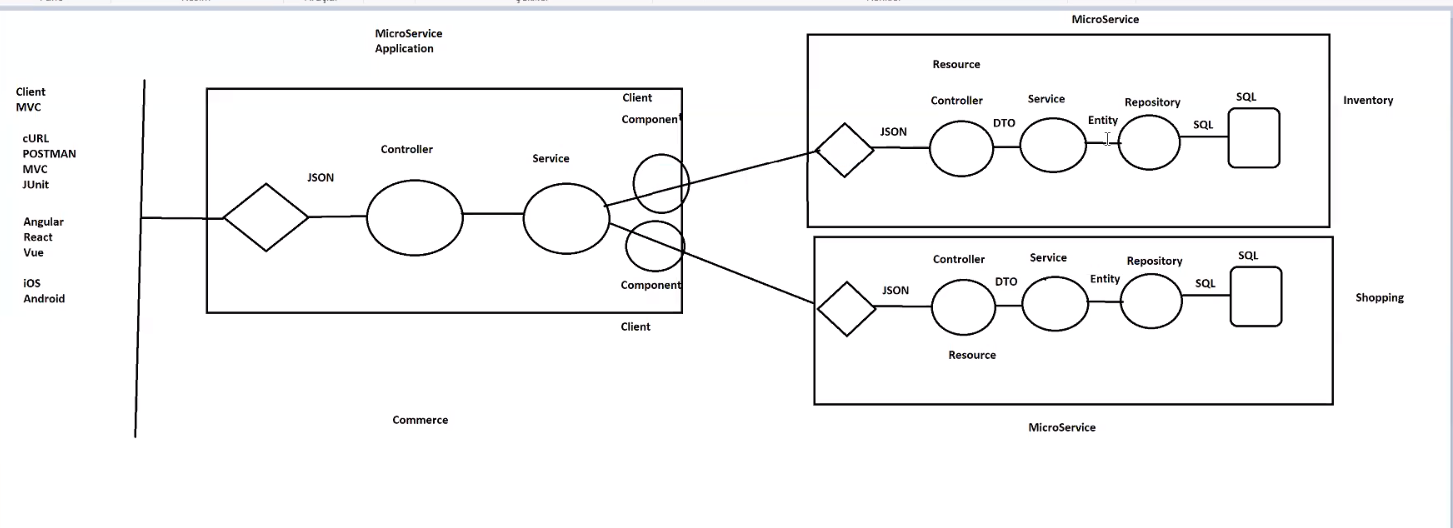 MicroService
Application
Client
MVC
cURL
POSTMAN
MVC
JUnit
Angular
React
Vue
iOS
Android
JSON
Controller
Service
Client
Component
Component
Client
Commerce
MicroService
Resource
JSON
Controller
DTO
Service
Entity
Repository
SQL
SQL
Inventory
JSON
Controller
DTO
Service
Entity
Repository
SQL
SQL
Resource
Shopping
MicroService